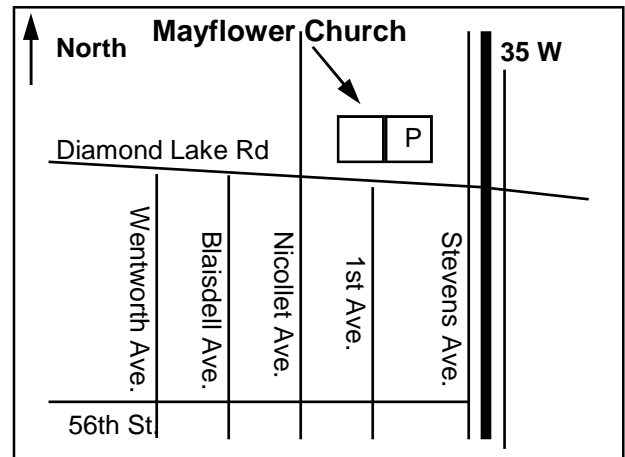 Mayflower Church
North
35 W
P
Diamond Lake Rd
Wentworth Ave.
Blaisdell Ave.
Nicollet Ave.
1st Ave.
Stevens Ave.
56th St.